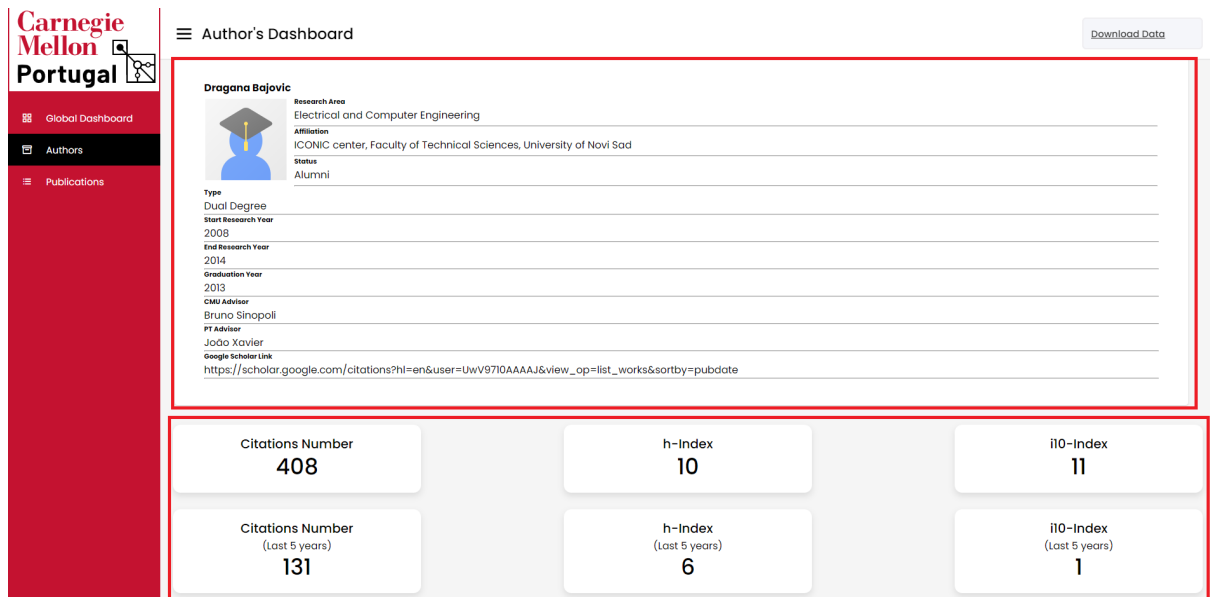 Carnegie
Mellon
Portugal
Author's Dashboard
Download Data
Global Dashboard
Authors
Publications
Dragana Bajovic
Research Area
Electrical and Computer Engineering
Affiliation
ICONIC center, Faculty of Technical Sciences, University of Novi Sad
Status
Alumni
Type
Dual Degree
Start Research Year
2008
End Research Year
2014
Graduation Year
2013
CMU Advisor
Bruno Sinopoli
PT Advisor
João Xavier
Google Scholar Link
https://scholar.google.com/citations?hl=en&user=UwV9710AAAAJ&view_op=list_works&sortby=pubdate
Citations Number
408
h-Index
10
i10-Index
11
Citations Number
(Last 5 years)
131
h-Index
(Last 5 years)
6
i10-Index
(Last 5 years)
1